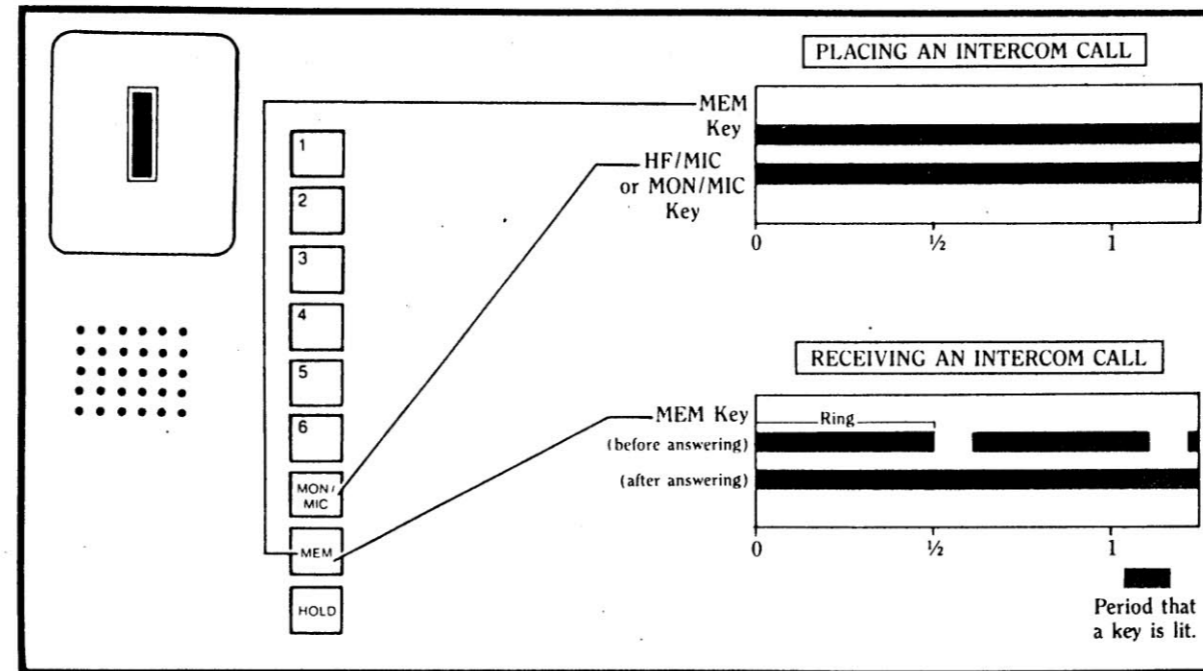 PLACING AN INTERCOM CALL
MEM
Key
HF/MIC
or MON/MIC
Key
0 ½ 1
1
2
3
4
5
6
MON/
MIC
MEM
HOLD
RECEIVING AN INTERCOM CALL
MEM Key
Ring
(before answering)
(after answering)
0 ½ 1
Period that
a key is lit.